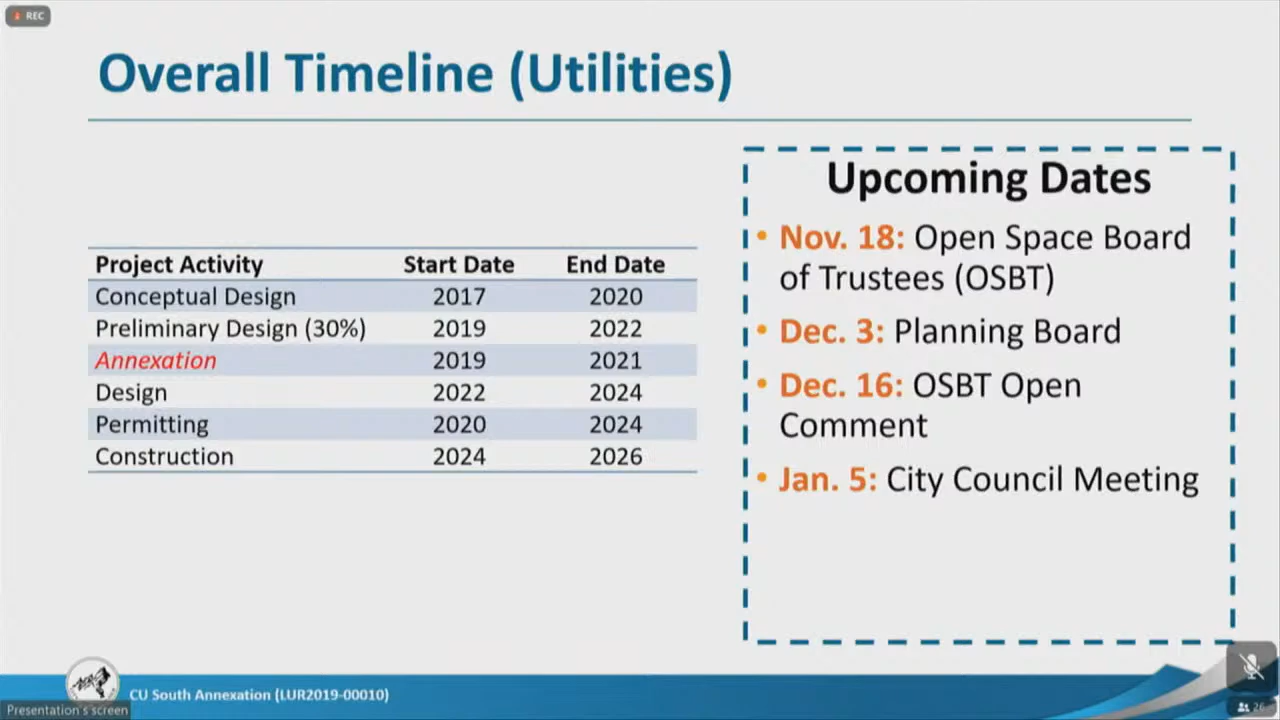 REC
Overall Timeline (Utilities)
Project Activity Start Date End Date
Conceptual Design 2017 2020
Preliminary Design (30%) 2019 2022
Annexation 2019 2021
Design 2022 2024
Permitting 2020 2024
Construction 2024 2026
Upcoming Dates
• Nov. 18: Open Space Board
of Trustees (OSBT)
• Dec. 3: Planning Board
• Dec. 16: OSBT Open
Comment
• Jan. 5: City Council Meeting
CU South Annexation (LUR2019-00010)
Presentation's screen
26